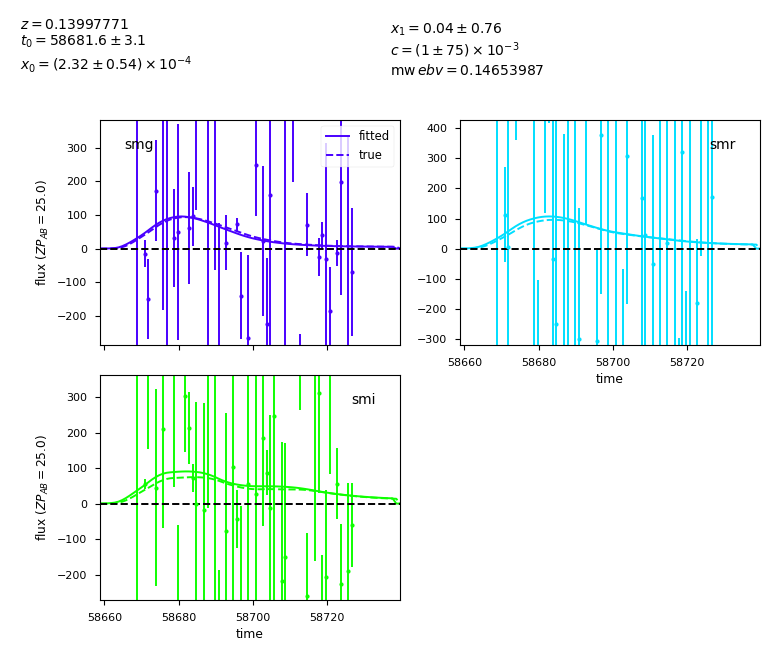 z = 0.13997771
t₀ = 58681.6 ± 3.1
x₀ = (2.32 ± 0.54) × 10⁻⁴
x₁ = 0.04 ± 0.76
c = (1 ± 75) × 10⁻³
mw ebv = 0.14653987
smg
fitted
true
300
200
100
0
−100
−200
flux (ZP_AB = 25.0)
smr
400
300
200
100
0
−100
−200
−300
58660 58680 58700 58720
time
smi
300
200
100
0
−100
−200
flux (ZP_AB = 25.0)
58660 58680 58700 58720
time